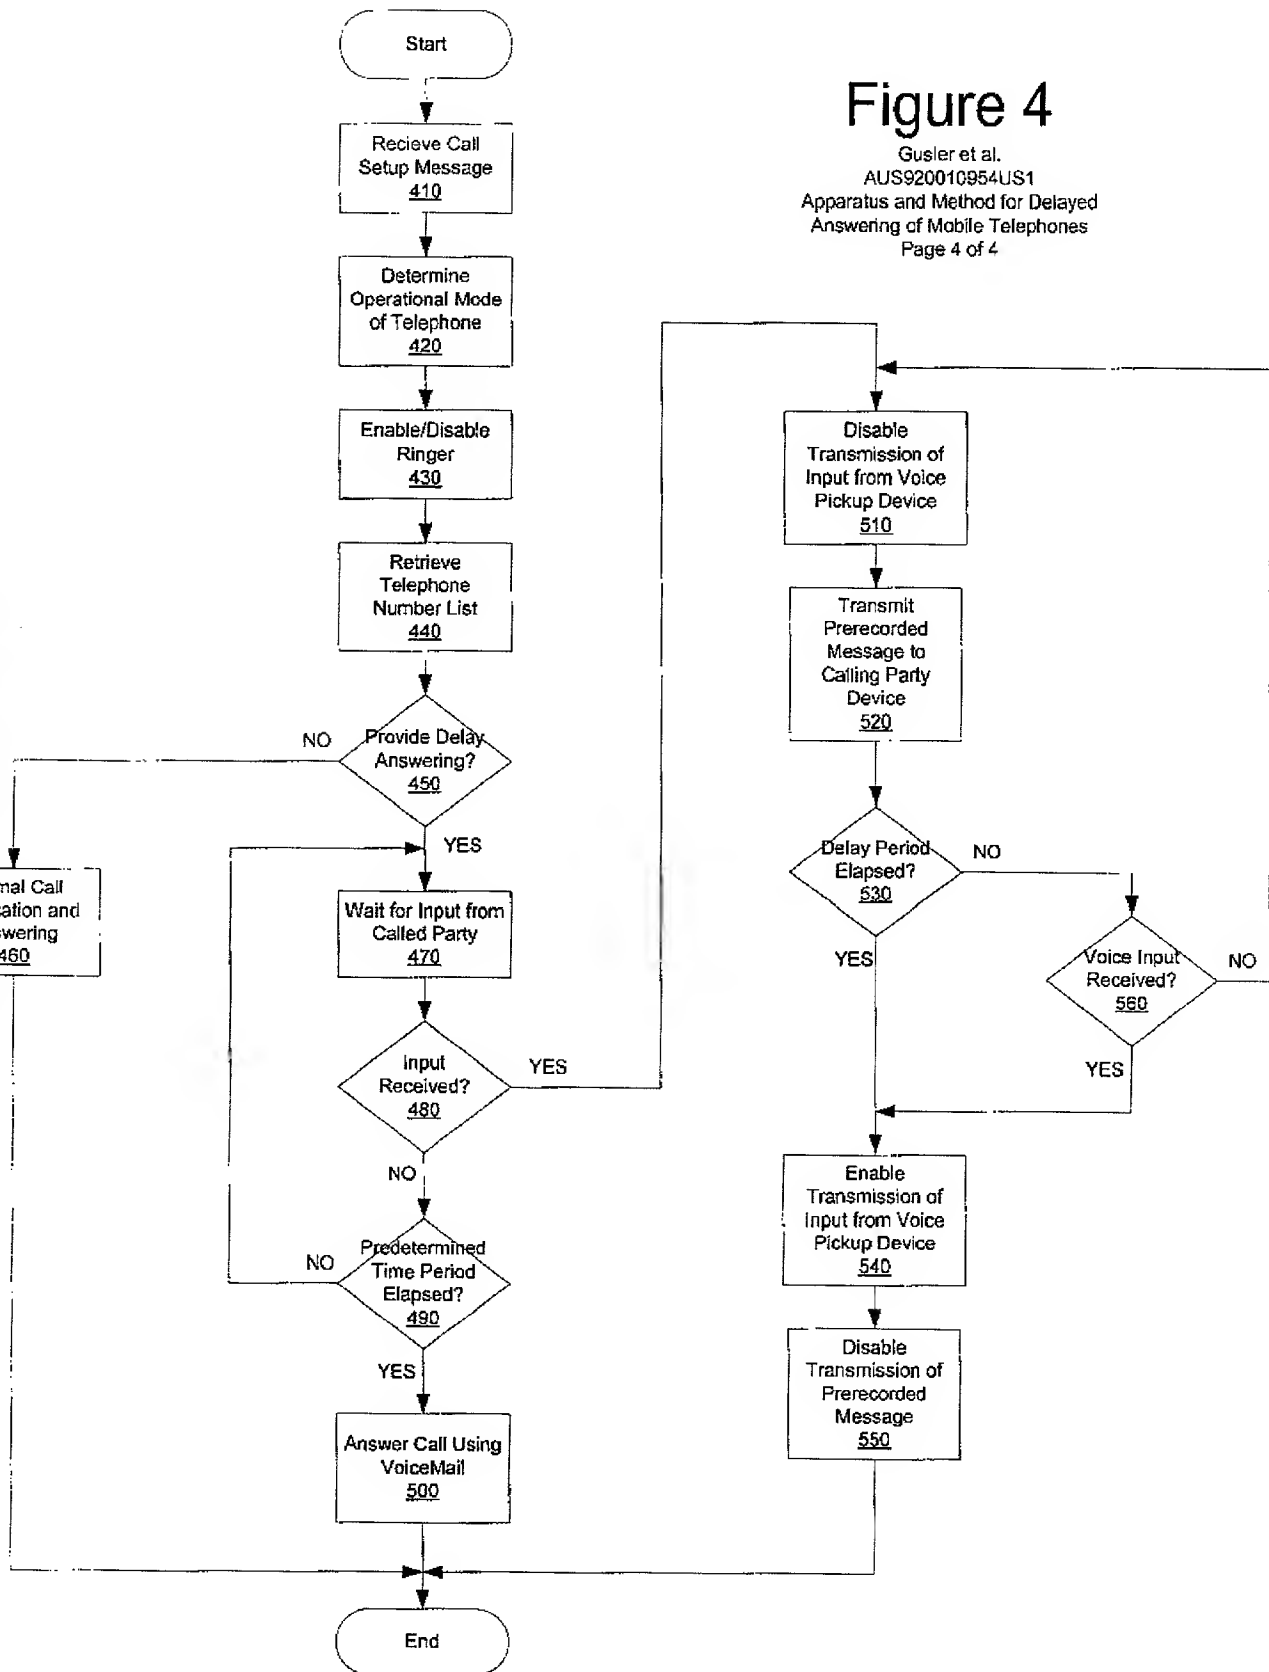 Start
Figure 4
Gusler et al.
AUS920010954US1
Apparatus and Method for Delayed
Answering of Mobile Telephones
Page 4 of 4
Recieve Call
Setup Message
410
Determine
Operational Mode
of Telephone
420
Enable/Disable
Ringer
430
Retrieve
Telephone
Number List
440
Provide Delay
Answering?
450
NO
YES
Call
and
460
Wait for Input from
Called Party
470
Input
Received?
480
YES
NO
Predetermined
Time Period
Elapsed?
490
NO
YES
Answer Call Using
VoiceMail
500
End
Disable
Transmission of
Input from Voice
Pickup Device
510
Transmit
Prerecorded
Message to
Calling Party
Device
520
Delay Period
Elapsed?
530
NO
YES
Voice Input
Received?
560
NO
YES
Enable
Transmission of
Input from Voice
Pickup Device
540
Disable
Transmission of
Prerecorded
Message
550